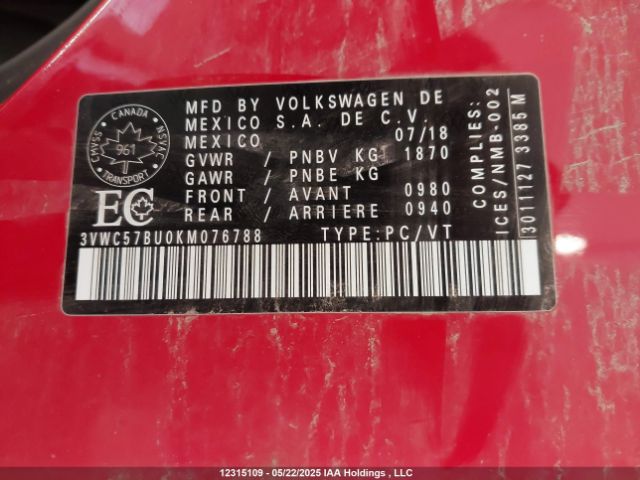 MFD BY VOLKSWAGEN DE
MEXICO S.A. DE C.V.
MEXICO 07/18
GVWR / PNBV KG 1870
GAWR / PNBE KG
FRONT / AVANT 0980
REAR / ARRIERE 0940
CANADA
CMVSS
NSVAC
961
TRANSPORT
EC
3VWC57BU0KM076788 TYPE:PC/VT
COMPLIES:
ICES/NMB-002
3011127 3385M
12315109 - 05/22/2025 IAA Holdings , LLC